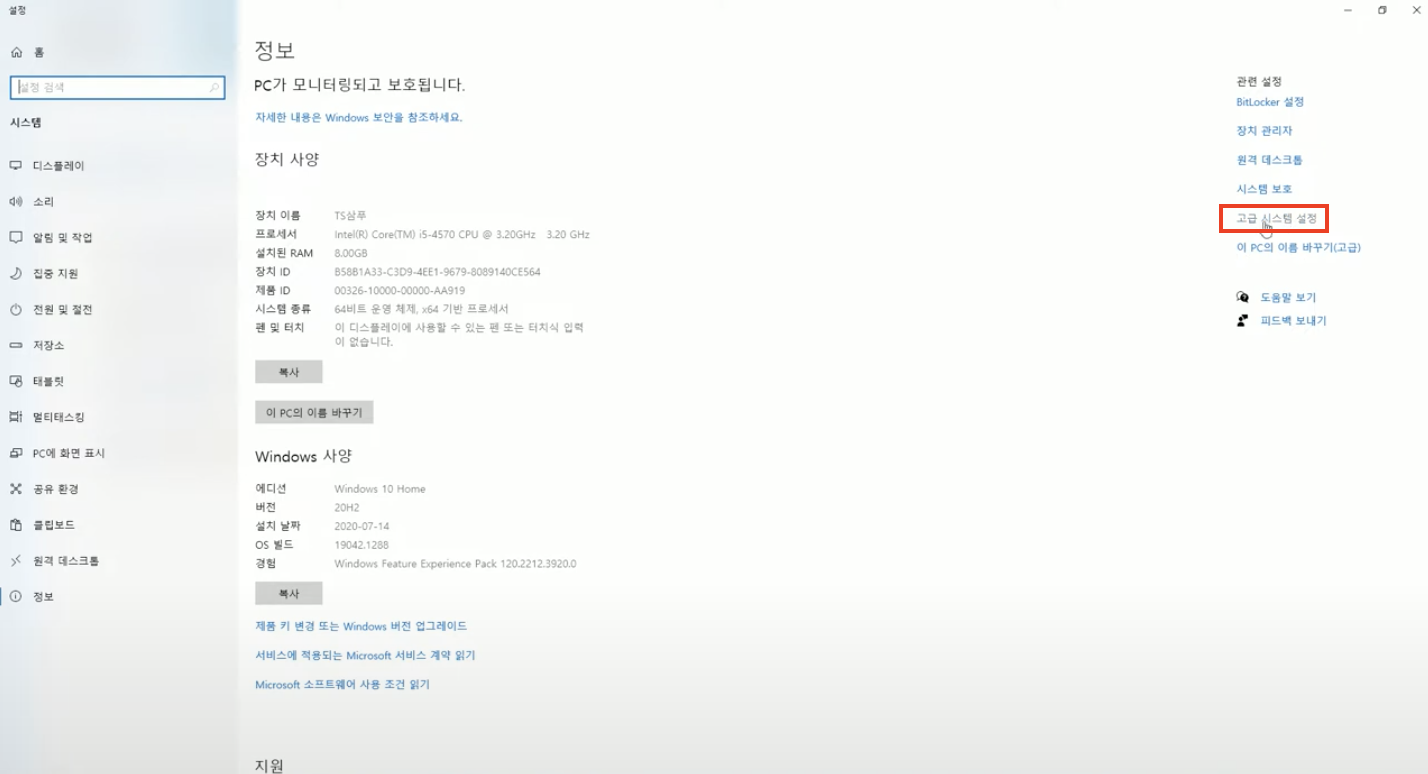 설정
홈
설정 검색
시스템
디스플레이
소리
알림 및 작업
집중 지원
전원 및 절전
저장소
태블릿
멀티태스킹
PC에 화면 표시
공유 환경
클립보드
원격 데스크톱
정보
정보
PC가 모니터링되고 보호됩니다.
자세한 내용은 Windows 보안을 참조하세요.
장치 사양
장치 이름 TS삼푸
프로세서 Intel(R) Core(TM) i5-4570 CPU @ 3.20GHz 3.20 GHz
설치된 RAM 8.00GB
장치 ID B58B1A33-C3D9-4EE1-9679-8089140CE564
제품 ID 00326-10000-00000-AA919
시스템 종류 64비트 운영 체제, x64 기반 프로세서
펜 및 터치 이 디스플레이에 사용할 수 있는 펜 또는 터치식 입력
이 없습니다.
복사
이 PC의 이름 바꾸기
Windows 사양
에디션 Windows 10 Home
버전 20H2
설치 날짜 2020-07-14
OS 빌드 19042.1288
경험 Windows Feature Experience Pack 120.2212.3920.0
복사
제품 키 변경 또는 Windows 버전 업그레이드
서비스에 적용되는 Microsoft 서비스 계약 읽기
Microsoft 소프트웨어 사용 조건 읽기
지원
관련 설정
BitLocker 설정
장치 관리자
원격 데스크톱
시스템 보호
고급 시스템 설정
이 PC의 이름 바꾸기(고급)
도움말 보기
피드백 보내기